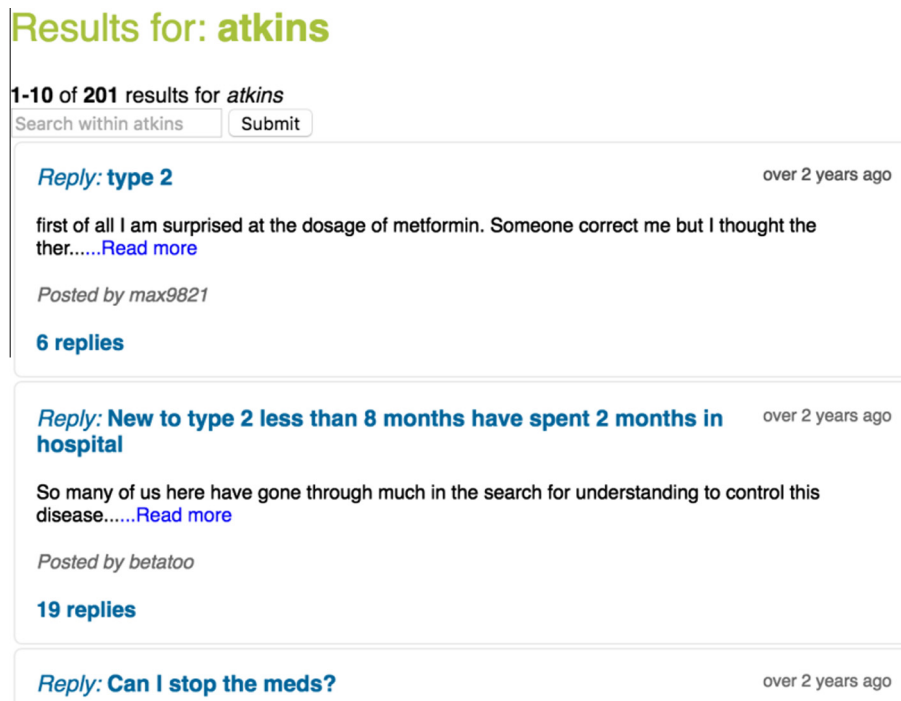 Results for: atkins
1-10 of 201 results for atkins
Search within atkins Submit
Reply: type 2 over 2 years ago
first of all I am surprised at the dosage of metformin. Someone correct me but I thought the
ther......Read more
Posted by max9821
6 replies
Reply: New to type 2 less than 8 months have spent 2 months in over 2 years ago
hospital
So many of us here have gone through much in the search for understanding to control this
disease......Read more
Posted by betatoo
19 replies
Reply: Can I stop the meds? over 2 years ago